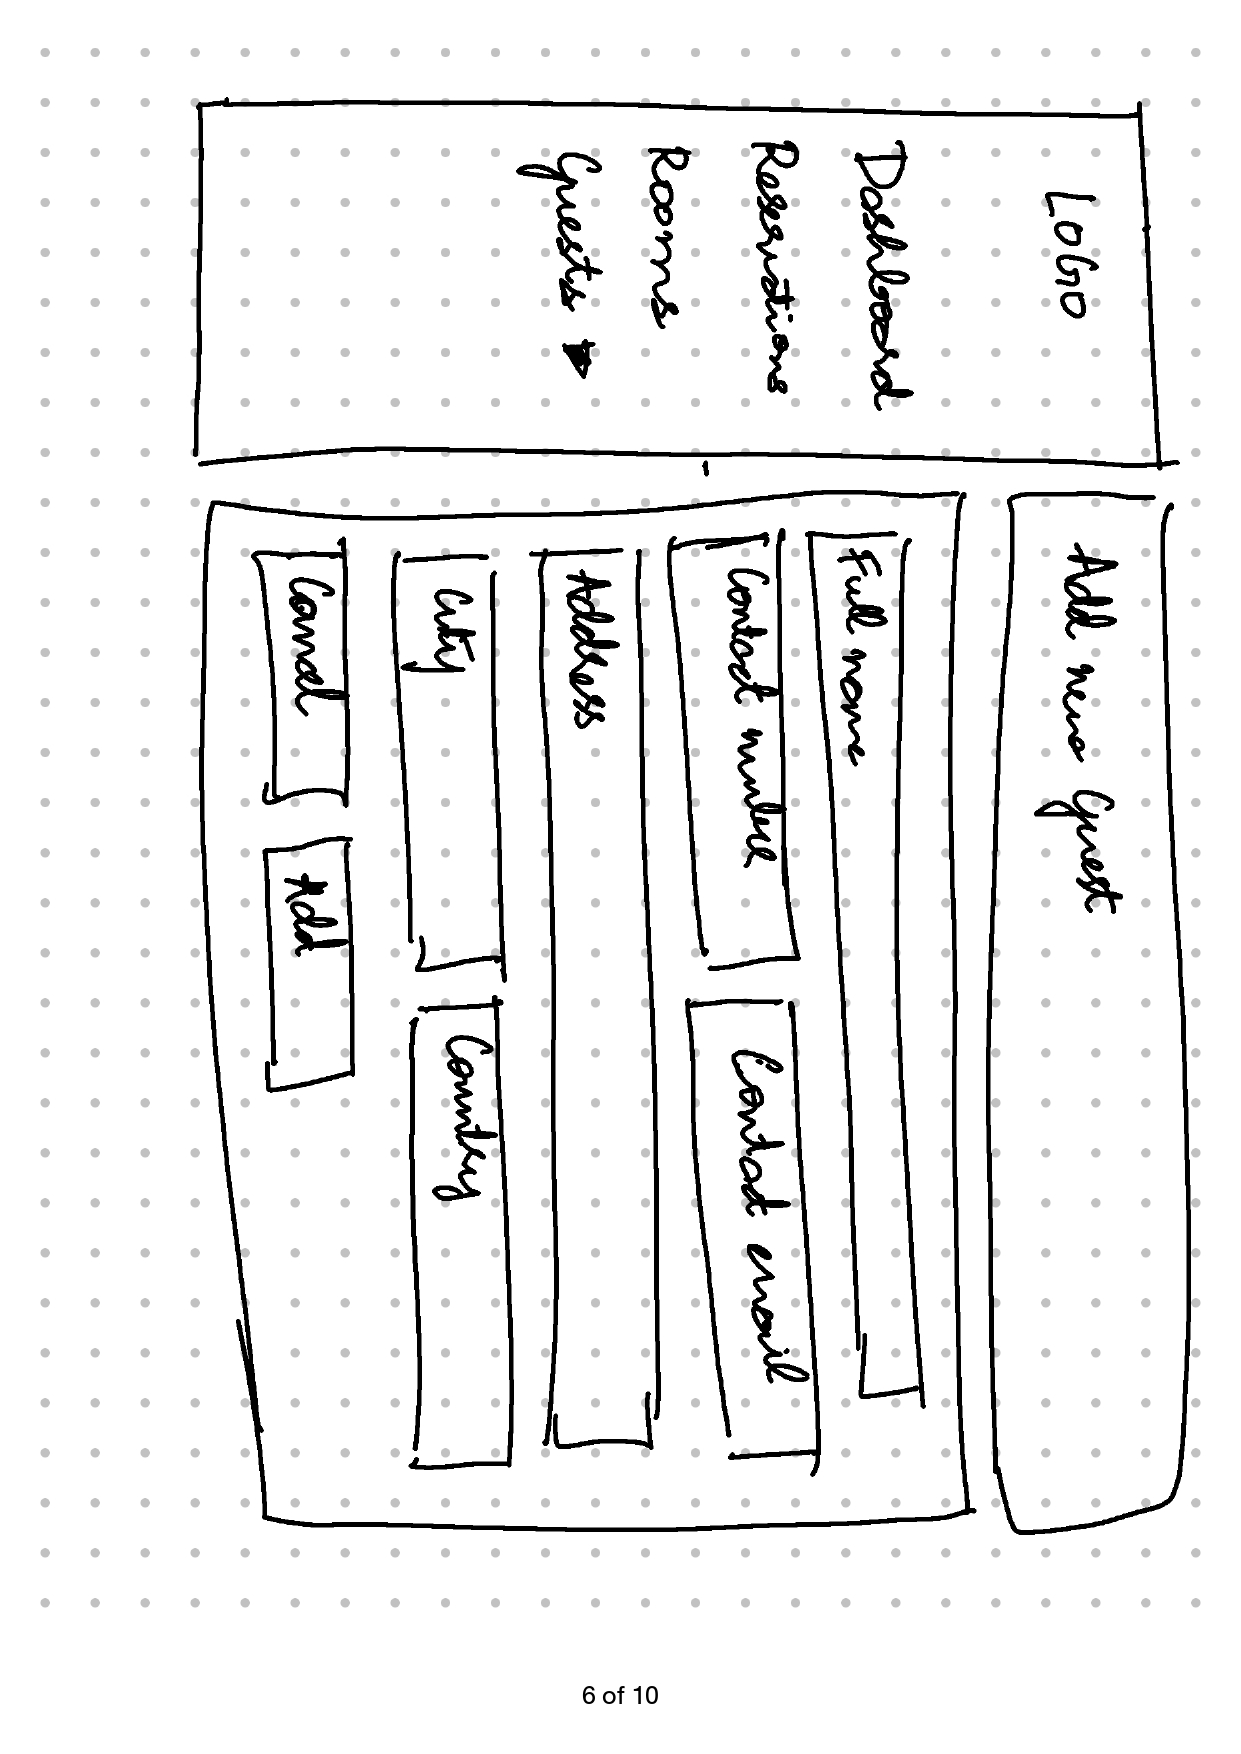 LOGO
Dashboard
Reservations
Rooms
Guests
Add new Guest
Full name
Contact number
Contact email
Address
City
Country
Cancel
Add
6 of 10